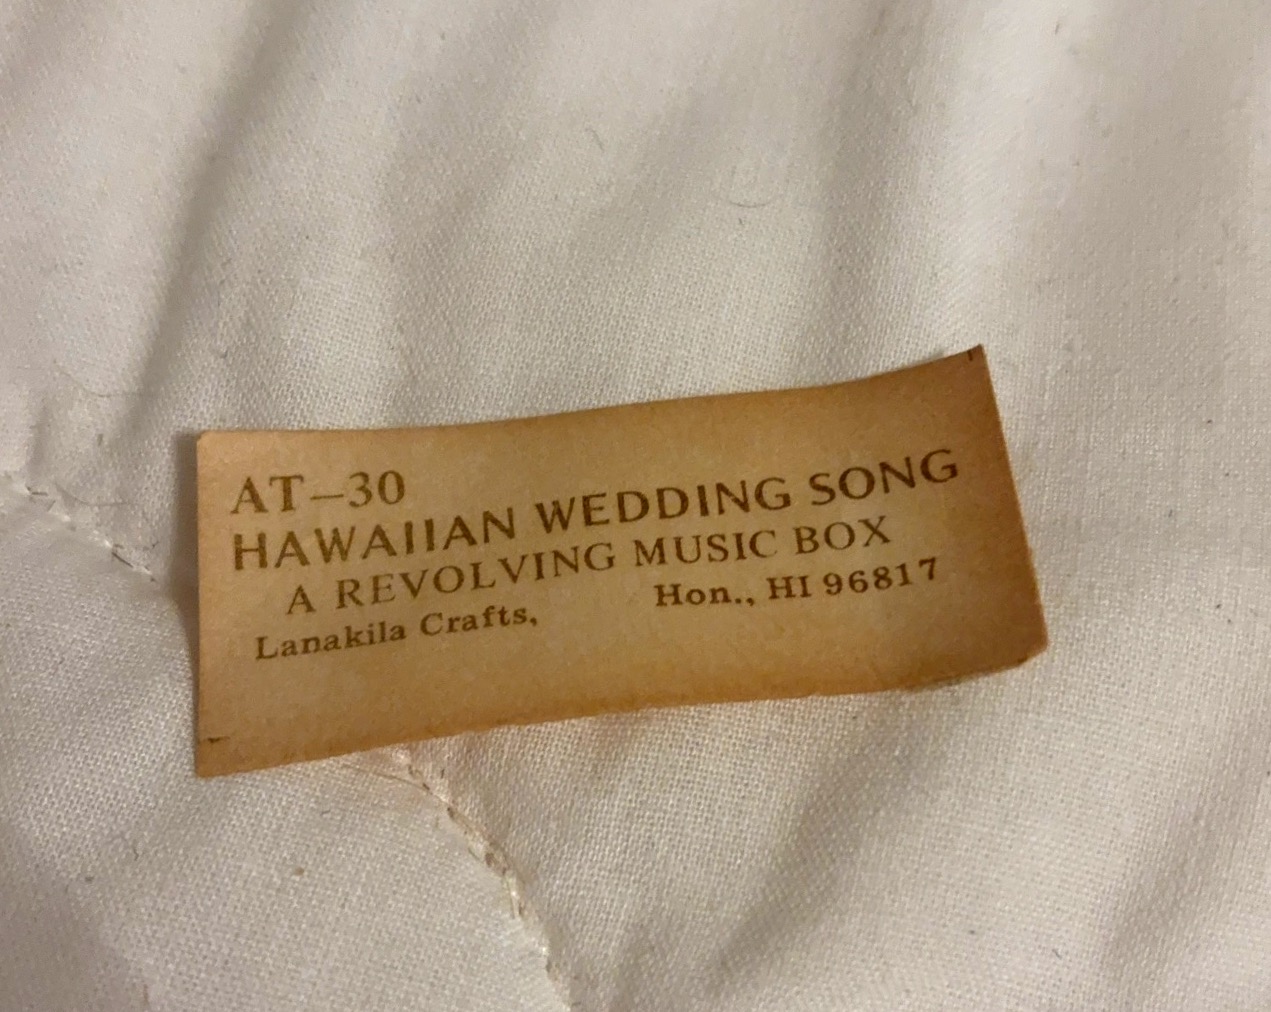 AT–30
HAWAIIAN WEDDING SONG
A REVOLVING MUSIC BOX
Lanakila Crafts, Hon., HI 96817